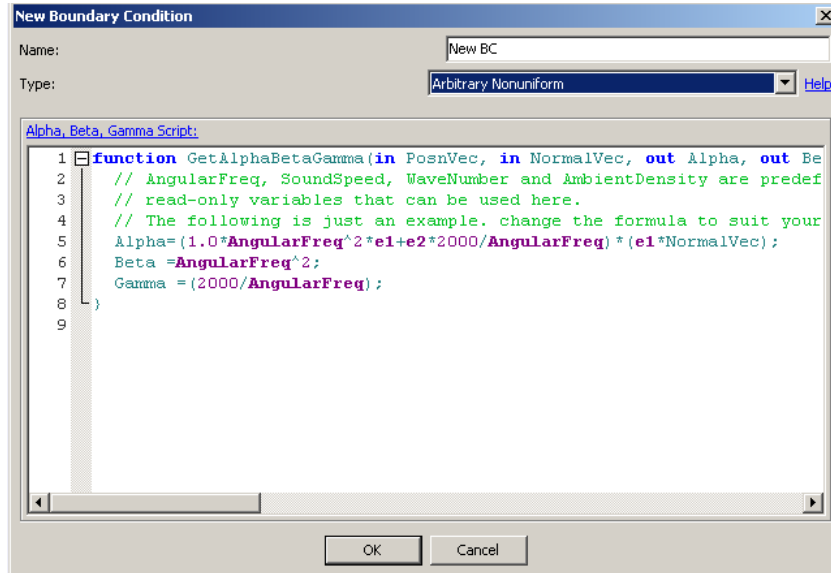 New Boundary Condition
Name:
New BC
Type:
Arbitrary Nonuniform
Help
Alpha, Beta, Gamma Script:
1 function GetAlphaBetaGamma(in PosnVec, in NormalVec, out Alpha, out Be
2 // AngularFreq, SoundSpeed, WaveNumber and AmbientDensity are predef
3 // read-only variables that can be used here.
4 // The following is just an example. change the formula to suit your
5 Alpha=(1.0*AngularFreq^2*e1+e2*2000/AngularFreq)*(e1*NormalVec);
6 Beta =AngularFreq^2;
7 Gamma =(2000/AngularFreq);
8 }
9
OK
Cancel